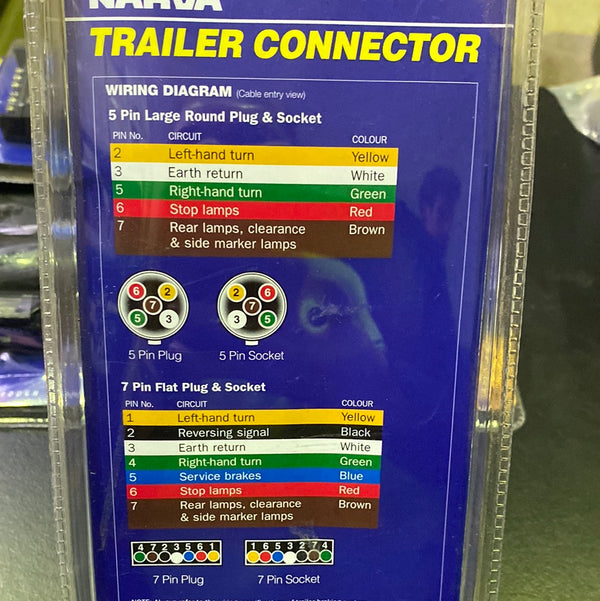 NARVA
TRAILER CONNECTOR
WIRING DIAGRAM (Cable entry view)
5 Pin Large Round Plug & Socket
PIN No. CIRCUIT COLOUR
2 Left-hand turn Yellow
3 Earth return White
5 Right-hand turn Green
6 Stop lamps Red
7 Rear lamps, clearance Brown
& side marker lamps
6 2 7 5 3
2 6 7 3 5
5 Pin Plug 5 Pin Socket
7 Pin Flat Plug & Socket
PIN No. CIRCUIT COLOUR
1 Left-hand turn Yellow
2 Reversing signal Black
3 Earth return White
4 Right-hand turn Green
5 Service brakes Blue
6 Stop lamps Red
7 Rear lamps, clearance Brown
& side marker lamps
4 7 2 3 5 6 1 1 6 5 3 2 7 4
7 Pin Plug 7 Pin Socket